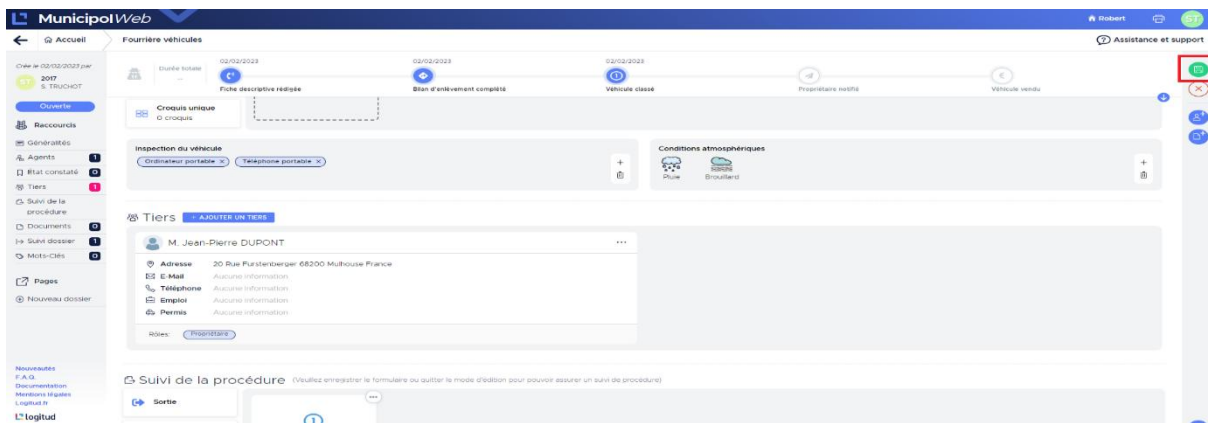 MunicipolWeb
Robert
ST
Accueil
Fourrière véhicules
Assistance et support
Crée le 02/02/2023 par
2017
S. TRUCHOT
Ouverte
Raccourcis
Généralités
Agents 1
État constaté 0
Tiers 1
Suivi de la
procédure
Documents 0
Suivi dossier 1
Mots-Clés 0
Pages
Nouveau dossier
Nouveautés
F.A.Q.
Documentation
Mentions légales
Logitud.fr
logitud
Durée totale
...
02/02/2023
Fiche descriptive rédigée
02/02/2023
Bilan d'enlèvement complété
02/02/2023
Véhicule classé
Propriétaire notifié
Véhicule vendu
Croquis unique
0 croquis
Inspection du véhicule
Ordinateur portable ×
Téléphone portable ×
Conditions atmosphériques
Pluie
Brouillard
Tiers
+ AJOUTER UN TIERS
M. Jean-Pierre DUPONT
Adresse 20 Rue Furstenberger 68200 Mulhouse France
E-Mail Aucune information
Téléphone Aucune information
Emploi Aucune information
Permis Aucune information
Rôles: Propriétaire
Suivi de la procédure (Veuillez enregistrer le formulaire ou quitter le mode d'édition pour pouvoir assurer un suivi de procédure)
Sortie